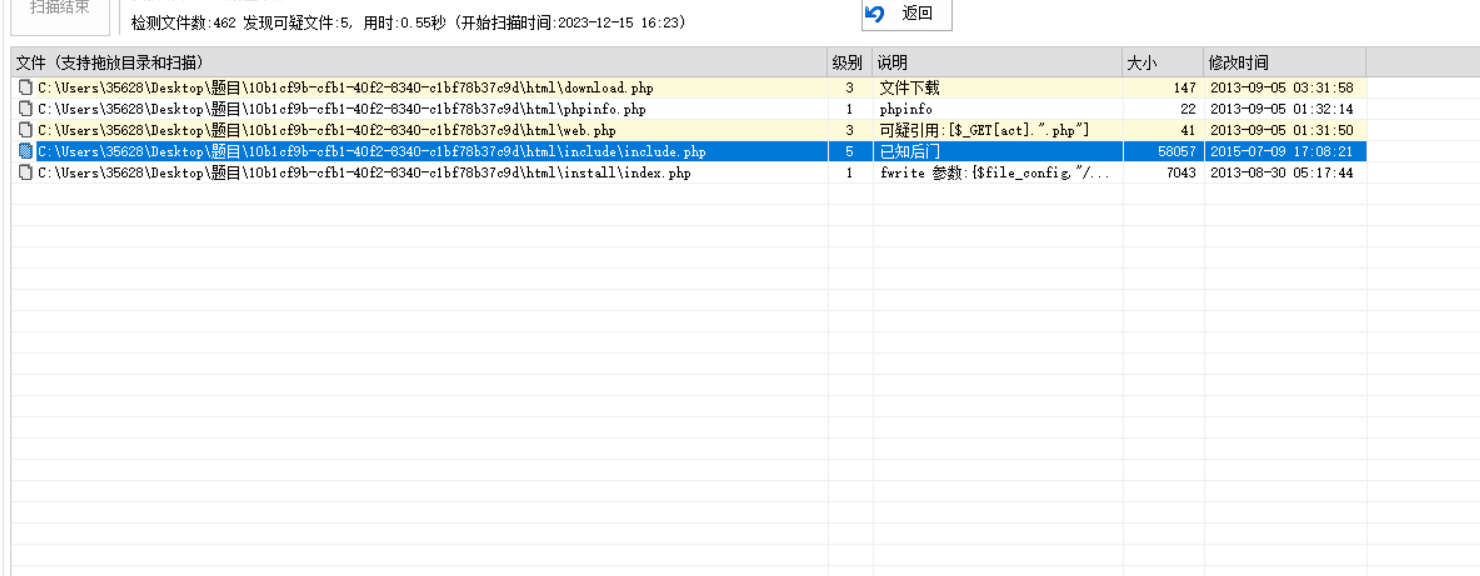 扫描结束
检测文件数:462 发现可疑文件:5, 用时:0.55秒 (开始扫描时间:2023-12-15 16:23)
返回
文件 (支持拖放目录和扫描) 级别 说明 大小 修改时间
C:\Users\35628\Desktop\题目\10b1cf9b-cfb1-40f2-8340-c1bf78b37c9d\html\download.php 3 文件下载 147 2013-09-05 03:31:58
C:\Users\35628\Desktop\题目\10b1cf9b-cfb1-40f2-8340-c1bf78b37c9d\html\phpinfo.php 1 phpinfo 22 2013-09-05 01:32:14
C:\Users\35628\Desktop\题目\10b1cf9b-cfb1-40f2-8340-c1bf78b37c9d\html\web.php 3 可疑引用:[$_GET[act].".php"] 41 2013-09-05 01:31:50
C:\Users\35628\Desktop\题目\10b1cf9b-cfb1-40f2-8340-c1bf78b37c9d\html\include\include.php 5 已知后门 58057 2015-07-09 17:08:21
C:\Users\35628\Desktop\题目\10b1cf9b-cfb1-40f2-8340-c1bf78b37c9d\html\install\index.php 1 fwrite 参数:{$file_config,"/... 7043 2013-08-30 05:17:44